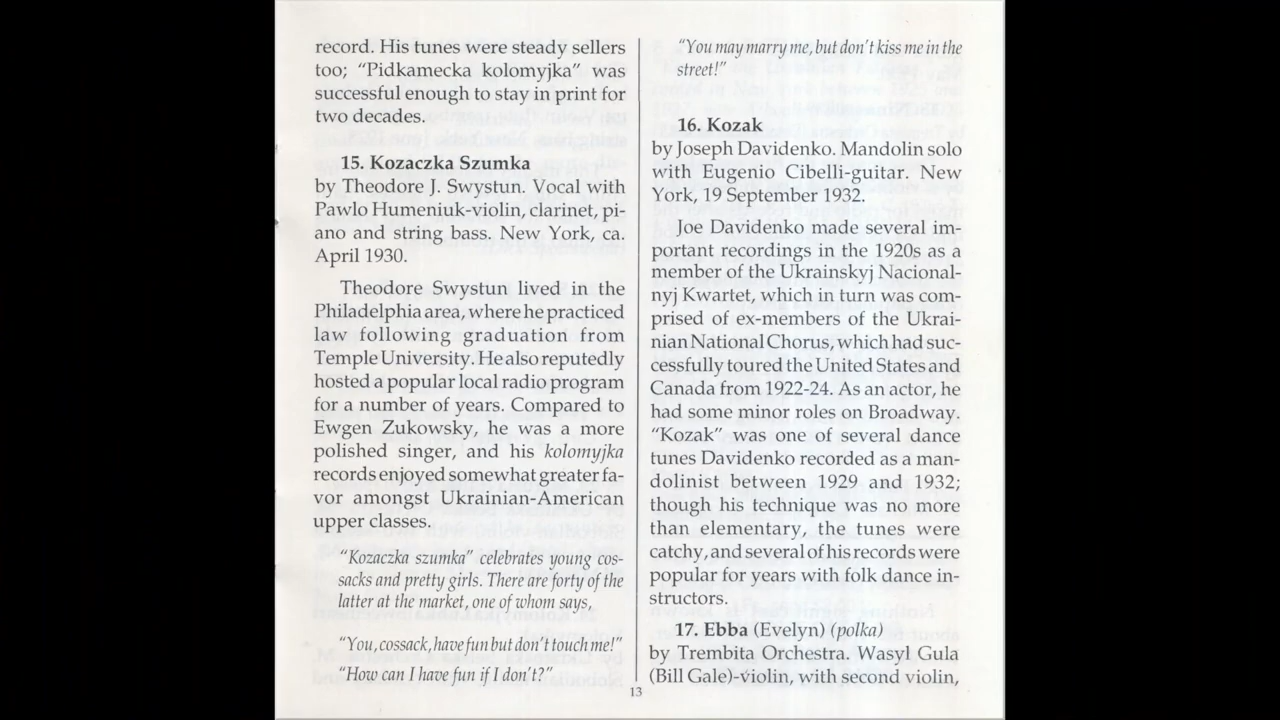 record. His tunes were steady sellers
too; “Pidkamecka kolomyjka” was
successful enough to stay in print for
two decades.
15. Kozaczka Szumka
by Theodore J. Swystun. Vocal with
Pawlo Humeniuk-violin, clarinet, pi-
ano and string bass. New York, ca.
April 1930.
Theodore Swystun lived in the
Philadelphia area, where he practiced
law following graduation from
Temple University. He also reputedly
hosted a popular local radio program
for a number of years. Compared to
Ewgen Zukowsky, he was a more
polished singer, and his kolomyjka
records enjoyed somewhat greater fa-
vor amongst Ukrainian-American
upper classes.
“Kozaczka szumka” celebrates young cos-
sacks and pretty girls. There are forty of the
latter at the market, one of whom says,
“You, cossack, have fun but don’t touch me!”
“How can I have fun if I don’t?”
“You may marry me, but don’t kiss me in the
street!”
16. Kozak
by Joseph Davidenko. Mandolin solo
with Eugenio Cibelli-guitar. New
York, 19 September 1932.
Joe Davidenko made several im-
portant recordings in the 1920s as a
member of the Ukrainskyj Nacional-
nyj Kwartet, which in turn was com-
prised of ex-members of the Ukrai-
nian National Chorus, which had suc-
cessfully toured the United States and
Canada from 1922-24. As an actor, he
had some minor roles on Broadway.
“Kozak” was one of several dance
tunes Davidenko recorded as a man-
dolinist between 1929 and 1932;
though his technique was no more
than elementary, the tunes were
catchy, and several of his records were
popular for years with folk dance in-
structors.
17. Ebba (Evelyn) (polka)
by Trembita Orchestra. Wasyl Gula
(Bill Gale)-violin, with second violin,
13